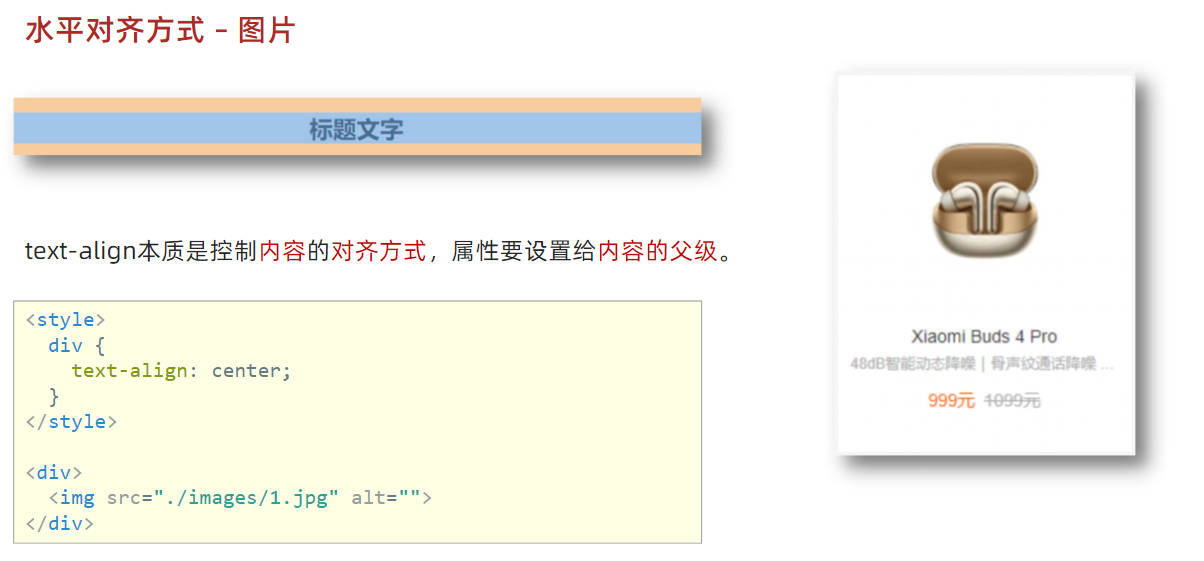 水平对齐方式 – 图片
标题文字
text-align本质是控制内容的对齐方式，属性要设置给内容的父级。
<style>
  div {
    text-align: center;
  }
</style>

<div>
  <img src="./images/1.jpg" alt="">
</div>
Xiaomi Buds 4 Pro
48dB智能动态降噪 | 骨声纹通话降噪 ...
999元 1099元